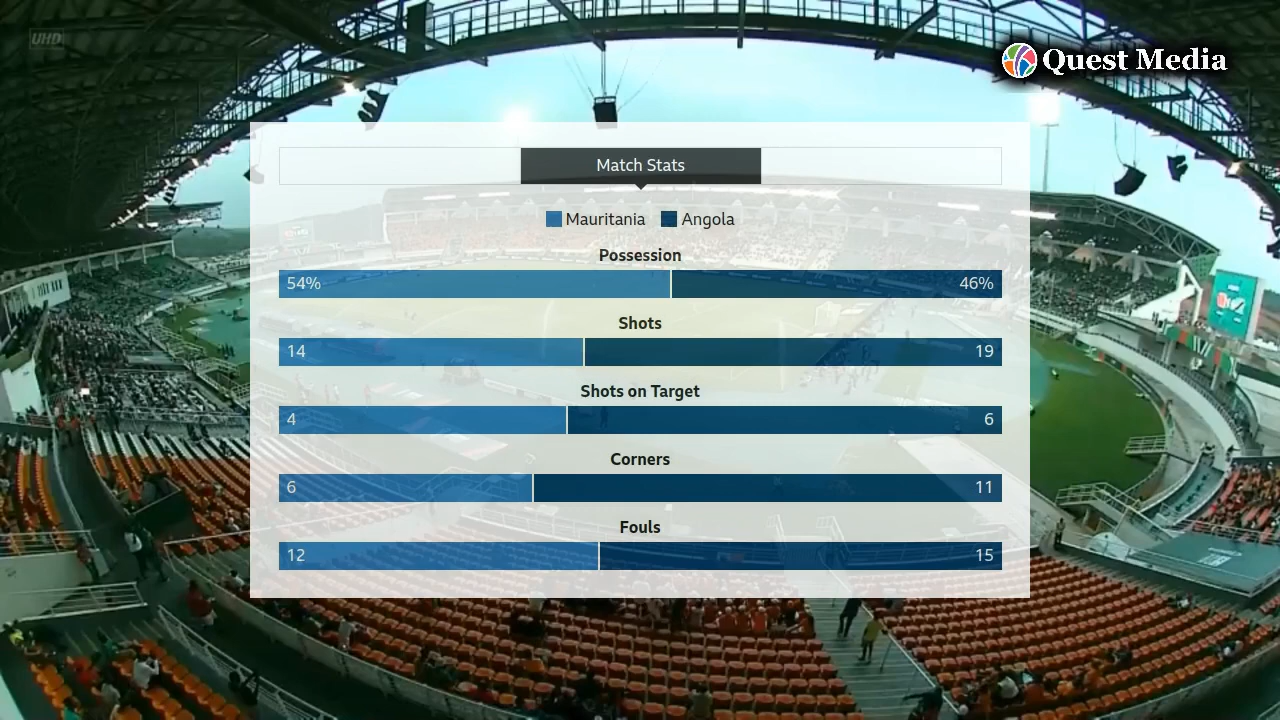 UHD
Quest Media
Match Stats
Mauritania Angola
Possession
54% 46%
Shots
14 19
Shots on Target
4 6
Corners
6 11
Fouls
12 15